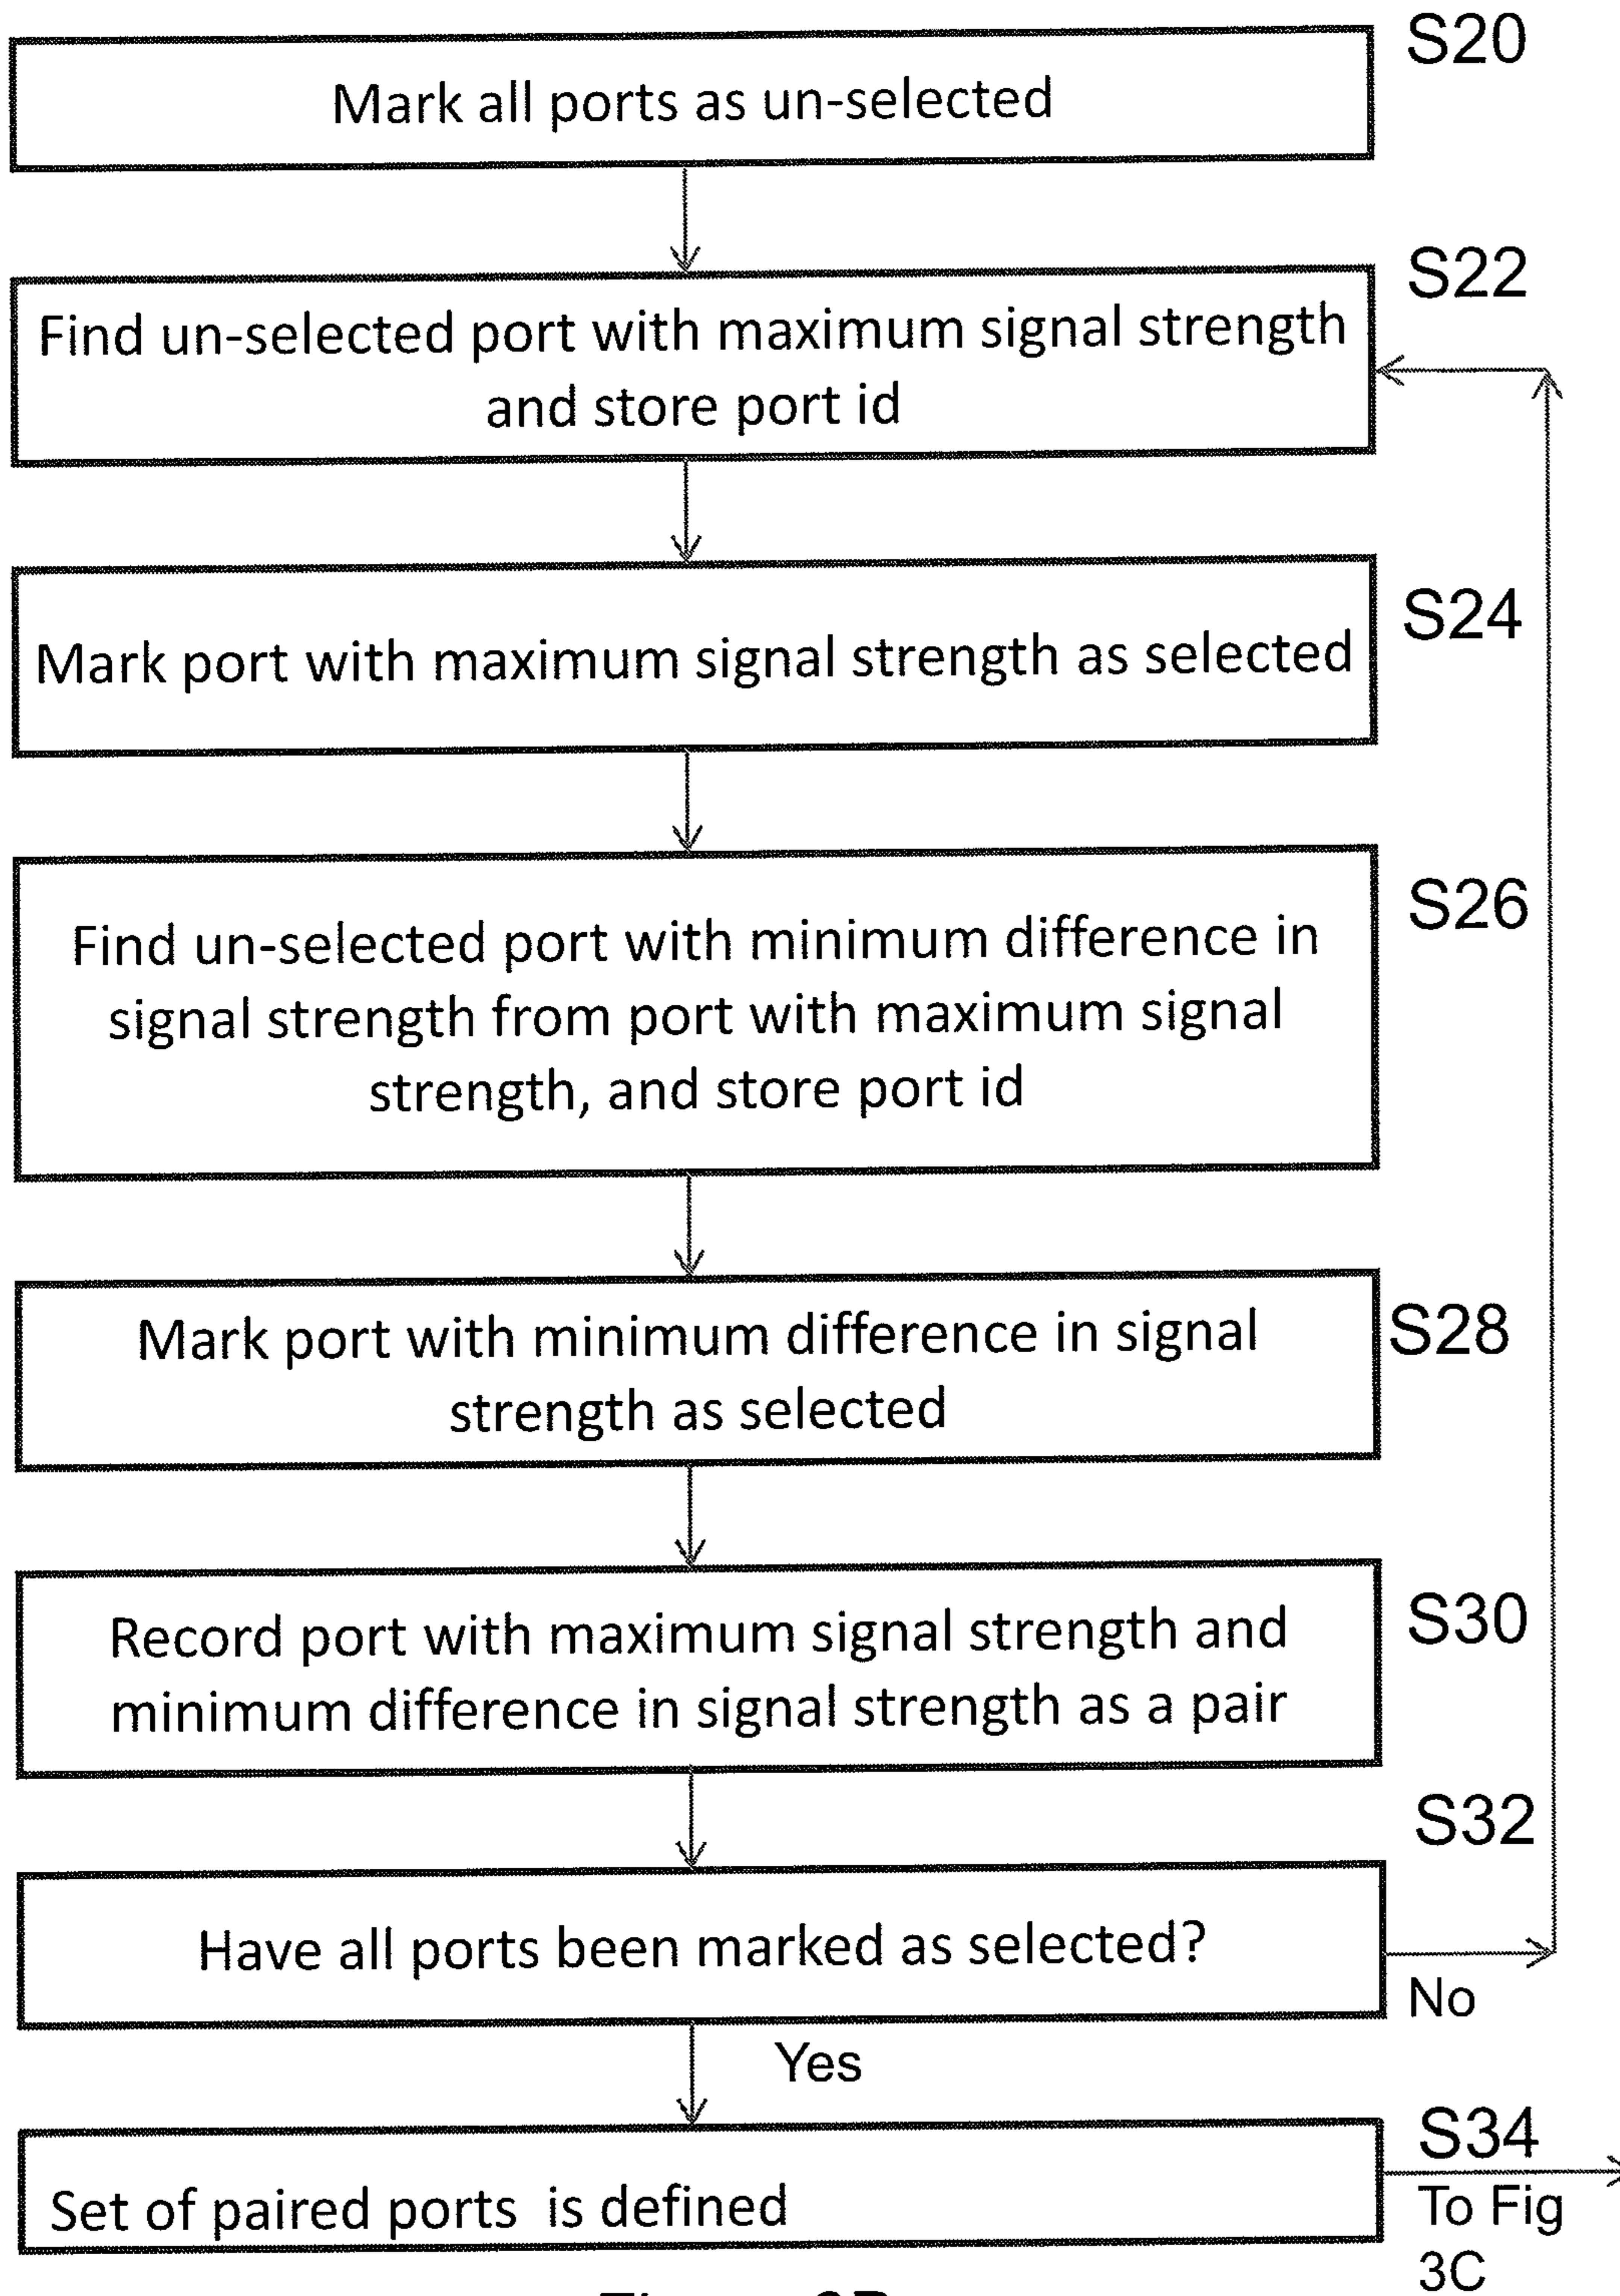 S20
Mark all ports as un-selected
S22
Find un-selected port with maximum signal strength
and store port id
S24
Mark port with maximum signal strength as selected
S26
Find un-selected port with minimum difference in
signal strength from port with maximum signal
strength, and store port id
S28
Mark port with minimum difference in signal
strength as selected
S30
Record port with maximum signal strength and
minimum difference in signal strength as a pair
S32
Have all ports been marked as selected?
No
Yes
S34
Set of paired ports is defined
To Fig
3C